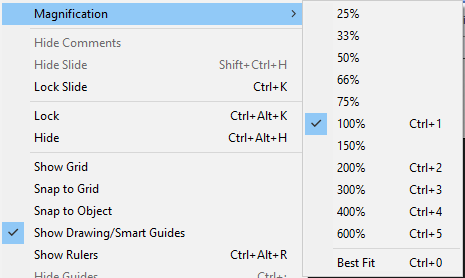 Magnification
Hide Comments
Hide Slide Shift+Ctrl+H
Lock Slide Ctrl+K
Lock Ctrl+Alt+K
Hide Ctrl+Alt+H
Show Grid
Snap to Grid
Snap to Object
Show Drawing/Smart Guides
Show Rulers Ctrl+Alt+R
Hide Guides Ctrl+;
25%
33%
50%
66%
75%
100% Ctrl+1
150%
200% Ctrl+2
300% Ctrl+3
400% Ctrl+4
600% Ctrl+5
Best Fit Ctrl+0